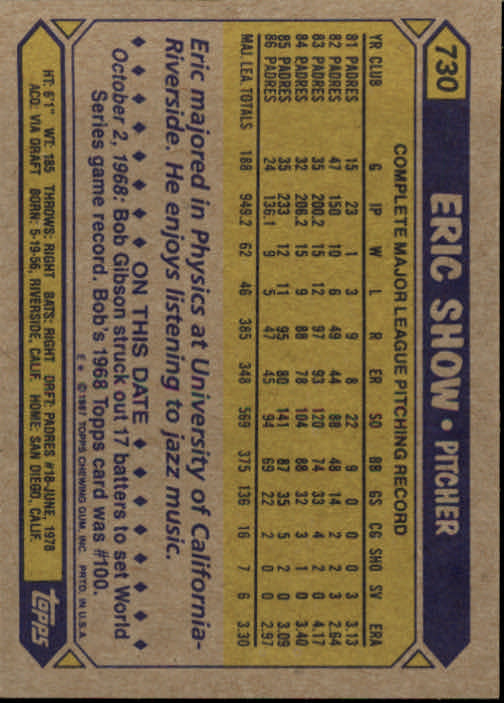 730
ERIC SHOW • PITCHER
COMPLETE MAJOR LEAGUE PITCHING RECORD
YR CLUB G IP W L R ER SO BB GS CG SHO SV ERA
81 PADRES 15 23 1 3 9 8 22 9 0 0 0 3 3.13
82 PADRES 47 150 10 6 49 44 88 48 14 2 2 3 2.64
83 PADRES 35 200.2 15 12 97 93 120 74 33 4 2 0 4.17
84 PADRES 32 206.2 15 9 88 78 104 88 32 3 1 0 3.40
85 PADRES 35 233 12 11 95 80 141 87 35 5 2 0 3.09
86 PADRES 24 136.1 9 5 47 45 94 69 22 2 0 0 2.97
MAJ.LEA.TOTALS 188 949.2 62 46 385 348 569 375 136 16 7 6 3.30
Eric majored in Physics at University of California-
Riverside. He enjoys listening to jazz music.
♦ ♦ ♦ ♦ ♦ ♦ ON THIS DATE ♦ ♦ ♦ ♦ ♦ ♦
October 2, 1968: Bob Gibson struck out 17 batters to set World
Series game record. Bob's 1968 Topps card was #100.
©1987 TOPPS CHEWING GUM, INC. PRTD. IN U.S.A.
HT: 6'1" WT: 185 THROWS: RIGHT BATS: RIGHT DRFT: PADRES #18-JUNE, 1978
ACQ: VIA DRAFT BORN: 5-19-56, RIVERSIDE, CALIF. HOME: SAN DIEGO, CALIF.
topps